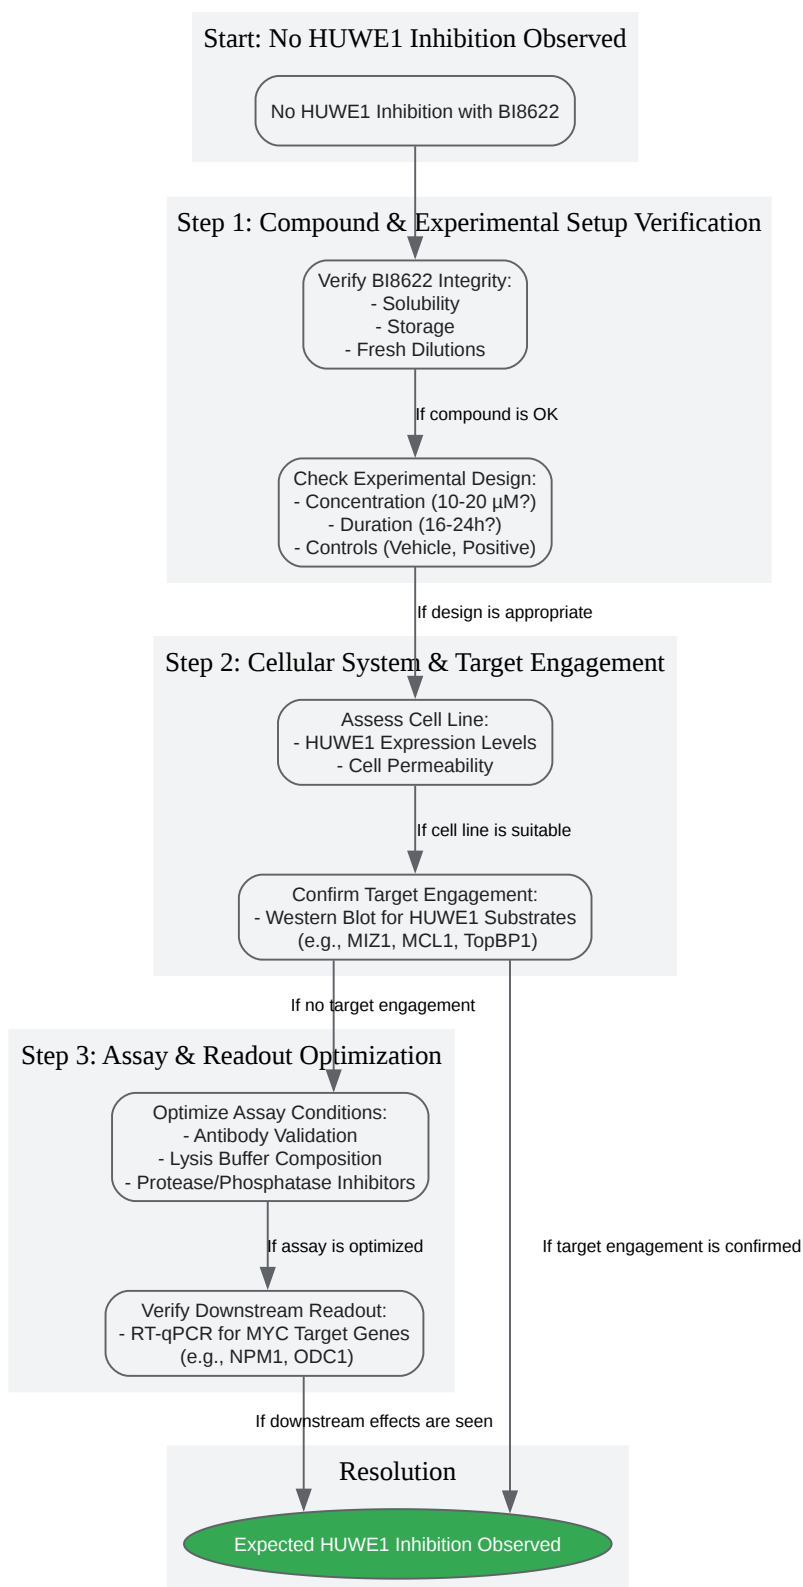 Start: No HUWE1 Inhibition Observed
No HUWE1 Inhibition with BI8622
Step 1: Compound & Experimental Setup Verification
Verify BI8622 Integrity:
- Solubility
- Storage
- Fresh Dilutions
If compound is OK
Check Experimental Design:
- Concentration (10-20 µM?)
- Duration (16-24h?)
- Controls (Vehicle, Positive)
If design is appropriate
Step 2: Cellular System & Target Engagement
Assess Cell Line:
- HUWE1 Expression Levels
- Cell Permeability
If cell line is suitable
Confirm Target Engagement:
- Western Blot for HUWE1 Substrates
(e.g., MIZ1, MCL1, TopBP1)
If no target engagement
Step 3: Assay & Readout Optimization
Optimize Assay Conditions:
- Antibody Validation
- Lysis Buffer Composition
- Protease/Phosphatase Inhibitors
If assay is optimized
If target engagement is confirmed
Verify Downstream Readout:
- RT-qPCR for MYC Target Genes
(e.g., NPM1, ODC1)
If downstream effects are seen
Resolution
Expected HUWE1 Inhibition Observed